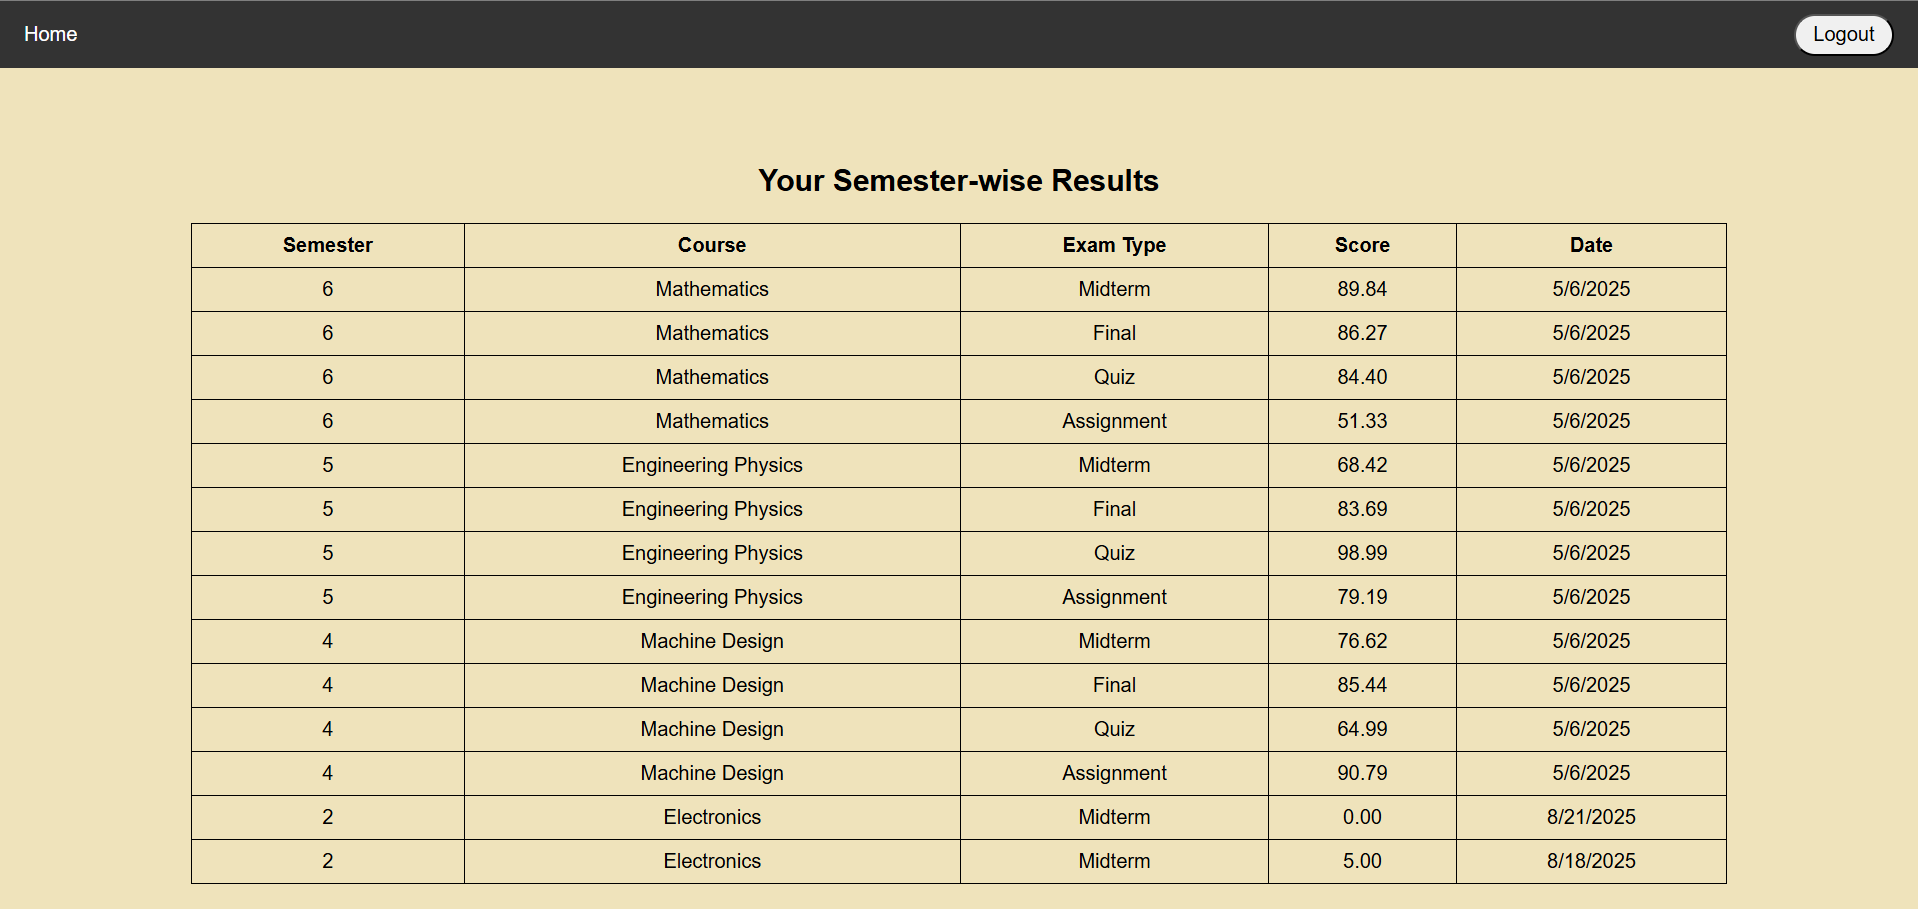 Home Logout
Your Semester-wise Results
Semester Course Exam Type Score Date
6 Mathematics Midterm 89.84 5/6/2025
6 Mathematics Final 86.27 5/6/2025
6 Mathematics Quiz 84.40 5/6/2025
6 Mathematics Assignment 51.33 5/6/2025
5 Engineering Physics Midterm 68.42 5/6/2025
5 Engineering Physics Final 83.69 5/6/2025
5 Engineering Physics Quiz 98.99 5/6/2025
5 Engineering Physics Assignment 79.19 5/6/2025
4 Machine Design Midterm 76.62 5/6/2025
4 Machine Design Final 85.44 5/6/2025
4 Machine Design Quiz 64.99 5/6/2025
4 Machine Design Assignment 90.79 5/6/2025
2 Electronics Midterm 0.00 8/21/2025
2 Electronics Midterm 5.00 8/18/2025